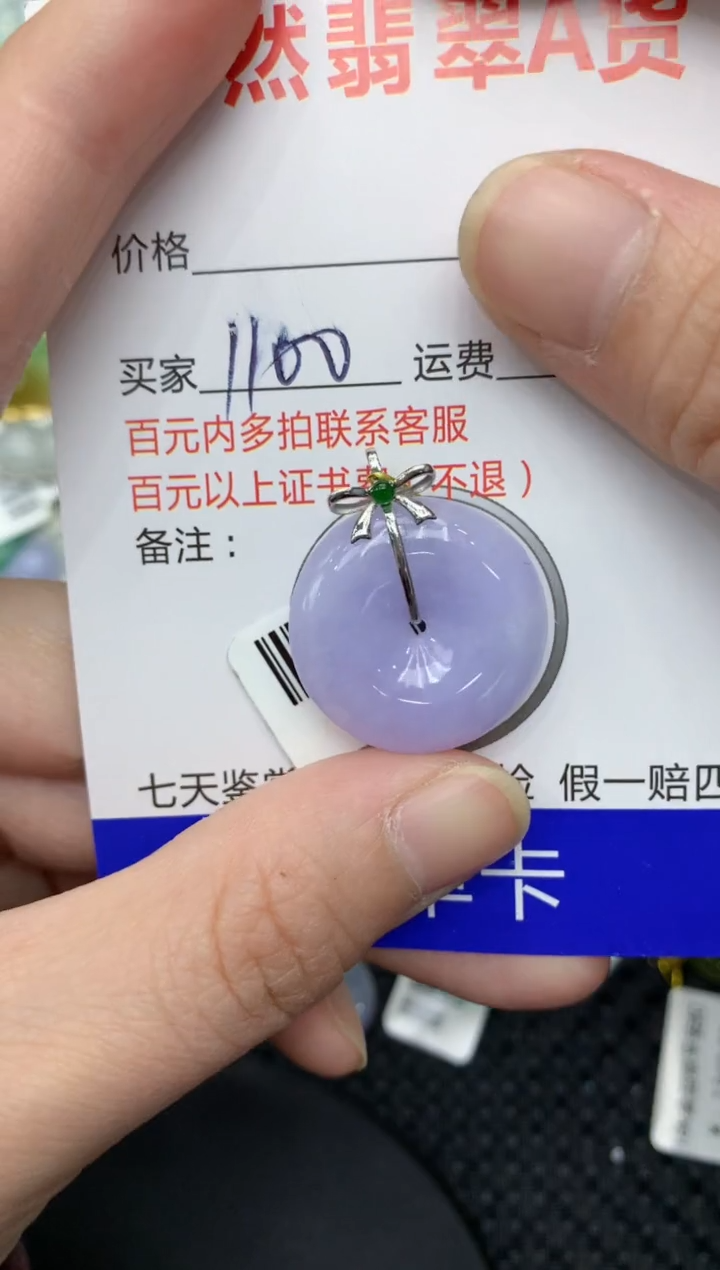 然翡翠A货
价格
买家 1100 运费
百元内多拍联系客服
百元以上证书 不退）
备注：
七天鉴 假一赔四
卡